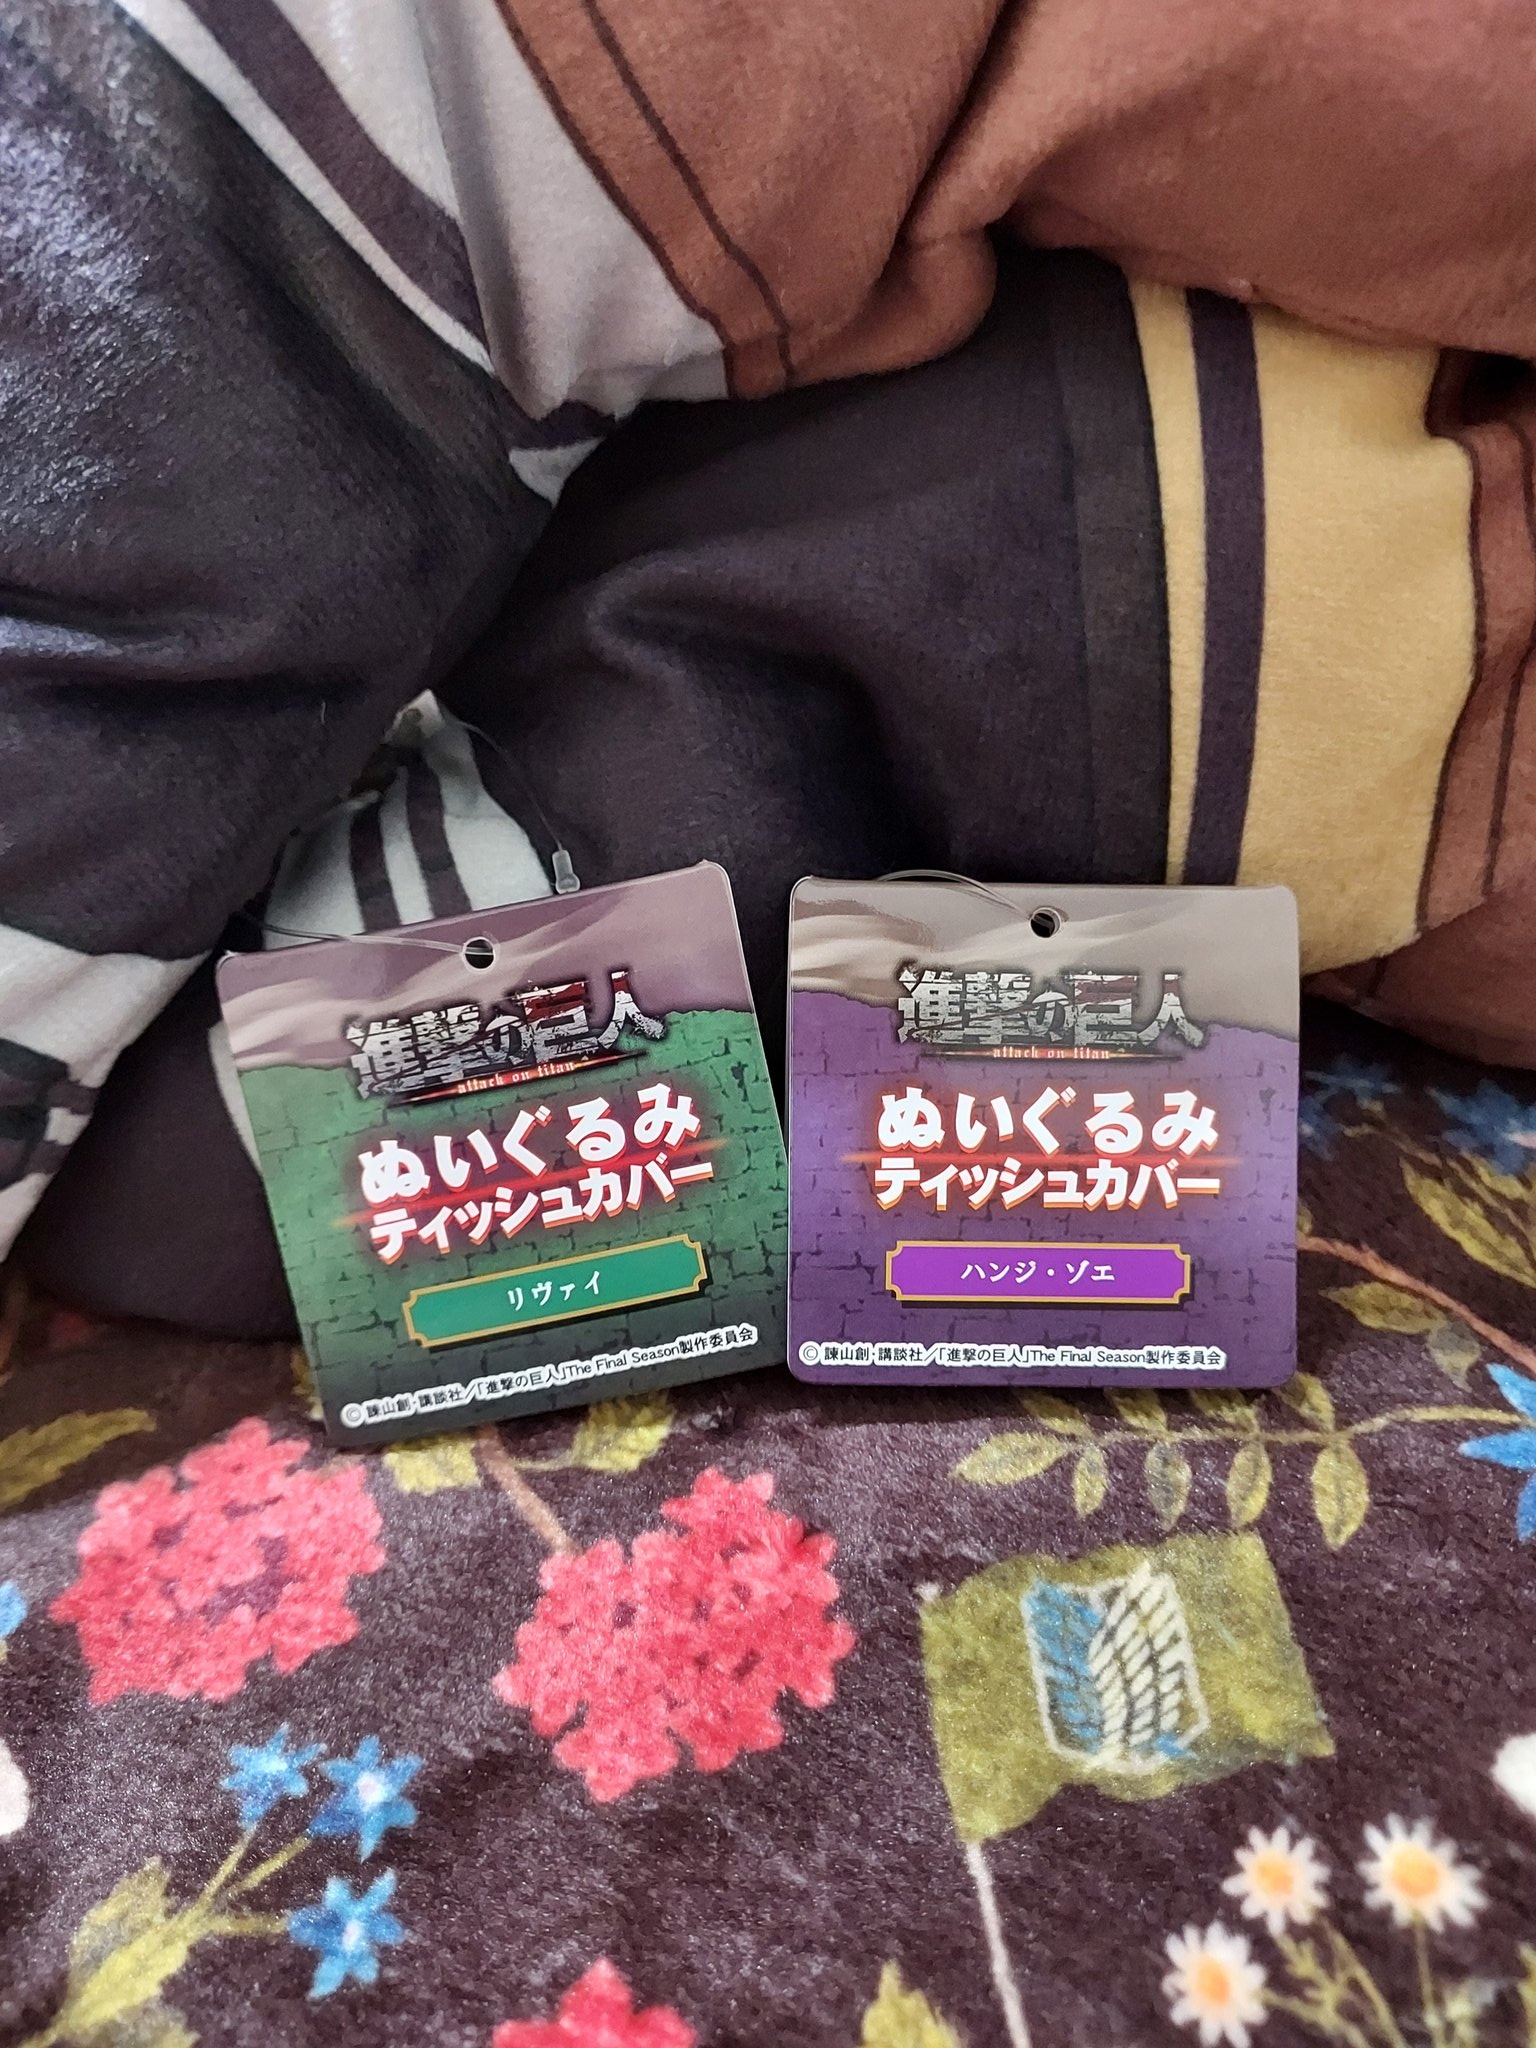 進撃の巨人
attack on titan
ぬいぐるみ
ティッシュカバー
リヴァイ
©諫山創・講談社／「進撃の巨人」The Final Season製作委員会
進撃の巨人
attack on titan
ぬいぐるみ
ティッシュカバー
ハンジ・ゾエ
©諫山創・講談社／「進撃の巨人」The Final Season製作委員会